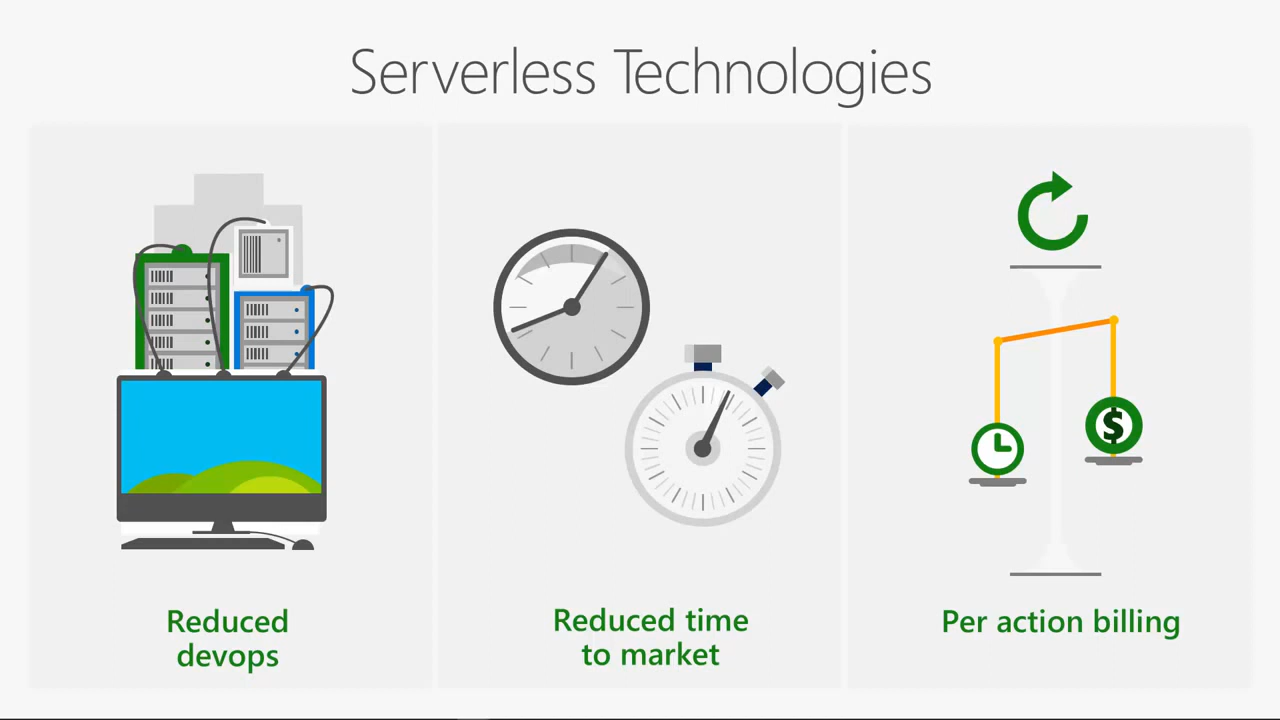 Serverless Technologies
Reduced
devops
Reduced time
to market
$
Per action billing